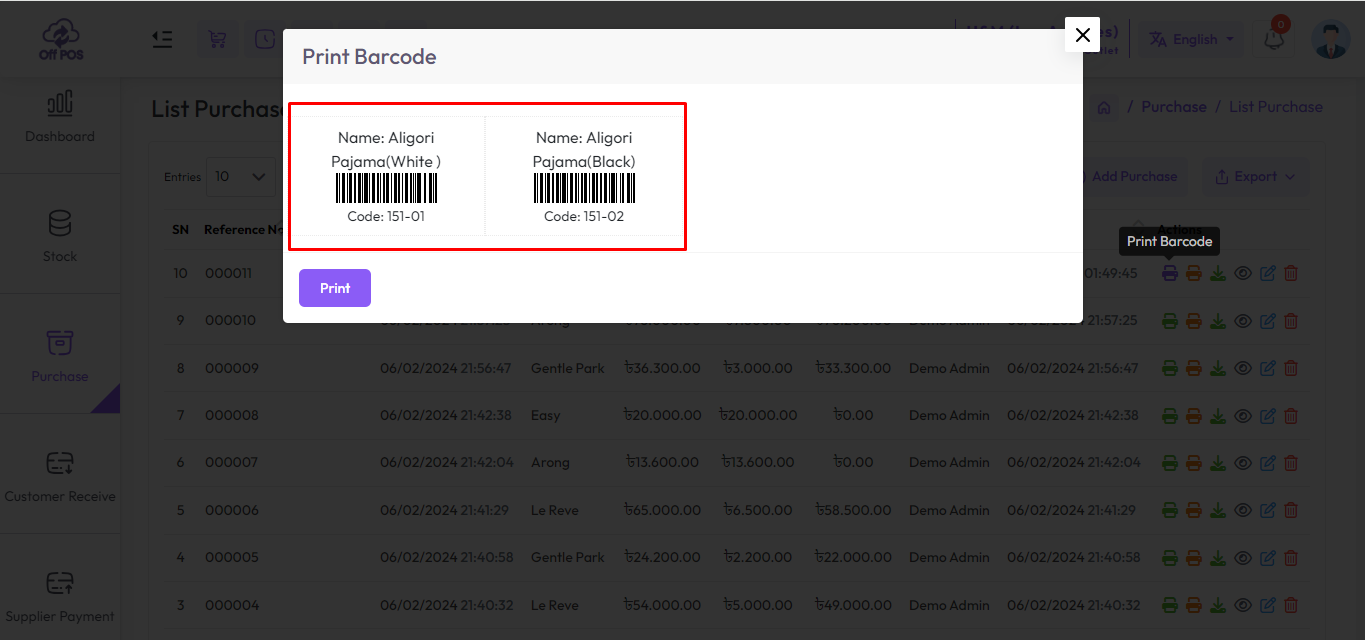 Off POS
0
English
Print Barcode
Dashboard
List Purchase
/ Purchase / List Purchase
Name: Aligori
Pajama(White )
Code: 151-01
Name: Aligori
Pajama(Black)
Code: 151-02
Entries 10
Add Purchase
Export
SN Reference No Actions
Print Barcode
Stock
10 000011 01:49:45
Print
9 000010 Demo Admin 21:57:25
8 000009 06/02/2024 21:56:47 Gentle Park ৳36.300.00 ৳3.000.00 ৳33.300.00 Demo Admin 06/02/2024 21:56:47
Purchase
7 000008 06/02/2024 21:42:38 Easy ৳20.000.00 ৳20.000.00 ৳0.00 Demo Admin 06/02/2024 21:42:38
6 000007 06/02/2024 21:42:04 Arong ৳13.600.00 ৳13.600.00 ৳0.00 Demo Admin 06/02/2024 21:42:04
Customer Receive
5 000006 06/02/2024 21:41:29 Le Reve ৳65.000.00 ৳6.500.00 ৳58.500.00 Demo Admin 06/02/2024 21:41:29
4 000005 06/02/2024 21:40:58 Gentle Park ৳24.200.00 ৳2.200.00 ৳22.000.00 Demo Admin 06/02/2024 21:40:58
3 000004 06/02/2024 21:40:32 Le Reve ৳54.000.00 ৳5.000.00 ৳49.000.00 Demo Admin 06/02/2024 21:40:32
Supplier Payment